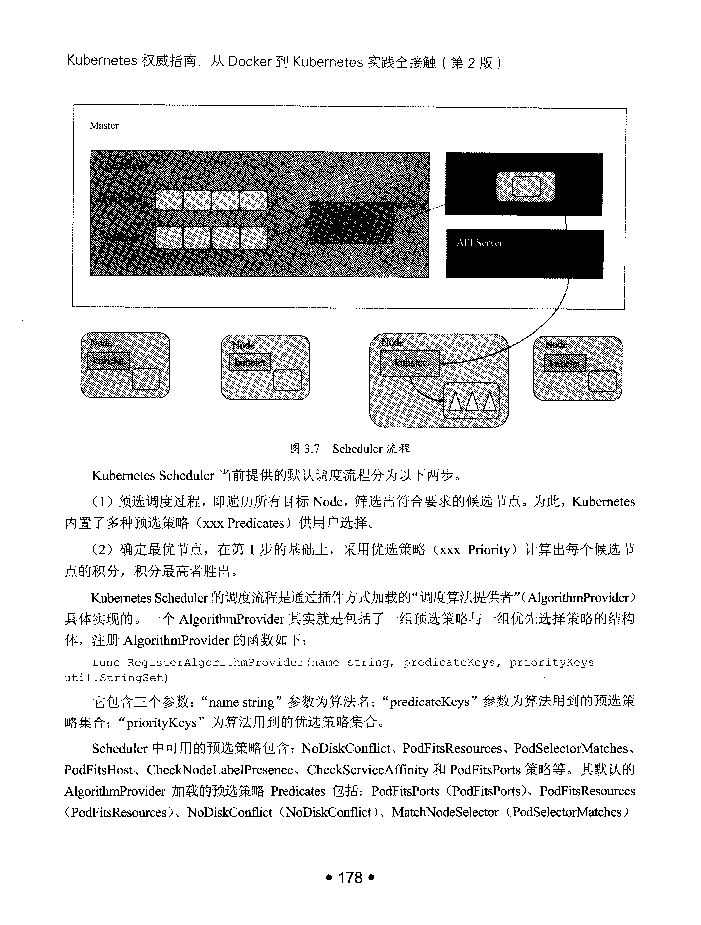 Kubernetes 权威指南：从 Docker 到 Kubernetes 实践全接触（第 2 版）
Master
API Server
Node
Node
Node
Node
图 3.7 Scheduler 流程
Kubernetes Scheduler 当前提供的默认调度流程分为以下两步。
（1）预选调度过程，即遍历所有目标 Node，筛选出符合要求的候选节点。为此，Kubernetes
内置了多种预选策略（xxx Predicates）供用户选择。
（2）确定最优节点，在第 1 步的基础上，采用优选策略（xxx Priority）计算出每个候选节
点的积分，积分最高者胜出。
Kubernetes Scheduler 的调度流程是通过插件方式加载的“调度算法提供者”（AlgorithmProvider）
具体实现的。一个 AlgorithmProvider 其实就是包括了一组预选策略与一组优先选择策略的结构
体，注册 AlgorithmProvider 的函数如下：
func RegisterAlgorithmProvider(name string, predicateKeys, priorityKeys
util.StringSet)
它包含三个参数：“name string”参数为算法名；“predicateKeys”参数为算法用到的预选策
略集合；“priorityKeys”为算法用到的优选策略集合。
Scheduler 中可用的预选策略包含：NoDiskConflict、PodFitsResources、PodSelectorMatches、
PodFitsHost、CheckNodeLabelPresence、CheckServiceAffinity 和 PodFitsPorts 策略等。其默认的
AlgorithmProvider 加载的预选策略 Predicates 包括：PodFitsPorts（PodFitsPorts）、PodFitsResources
（PodFitsResources）、NoDiskConflict（NoDiskConflict）、MatchNodeSelector（PodSelectorMatches）
• 178 •